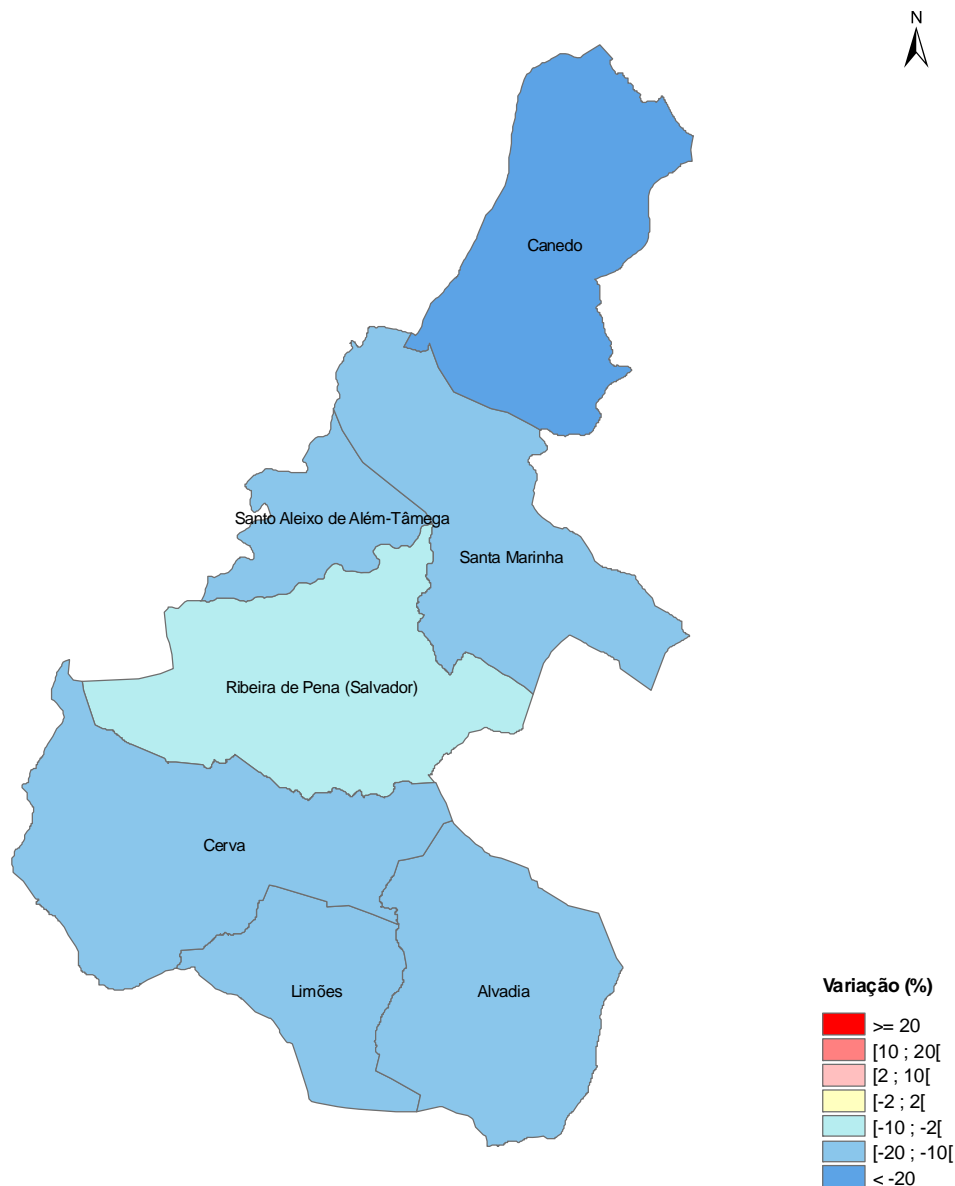 N
Canedo
Santo Aleixo de Além-Tâmega
Santa Marinha
Ribeira de Pena (Salvador)
Cerva
Limões
Alvadia
Variação (%)
>= 20
[10 ; 20[
[2 ; 10[
[-2 ; 2[
[-10 ; -2[
[-20 ; -10[
< -20